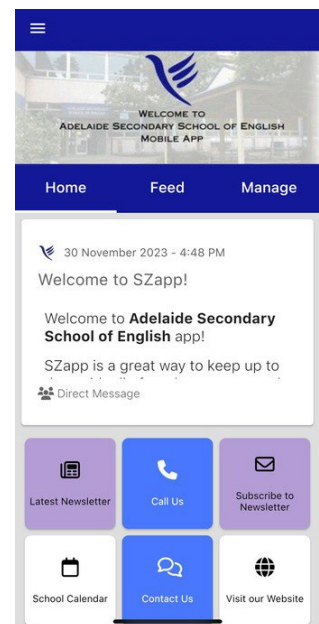 WELCOME TO
ADELAIDE SECONDARY SCHOOL OF ENGLISH
MOBILE APP
Home Feed Manage
30 November 2023 - 4:48 PM
Welcome to SZapp!
Welcome to Adelaide Secondary
School of English app!
SZapp is a great way to keep up to
Direct Message
Latest Newsletter
Call Us
Subscribe to
Newsletter
School Calendar
Contact Us
Visit our Website